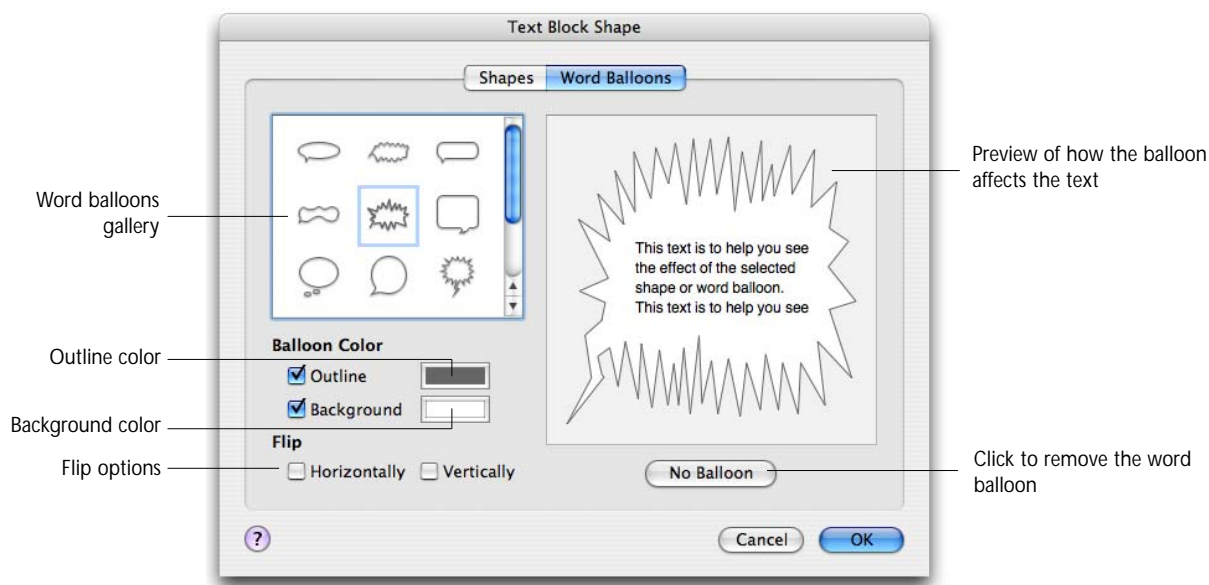 Text Block Shape
Shapes
Word Balloons
Word balloons
gallery
This text is to help you see
the effect of the selected
shape or word balloon.
This text is to help you see
Preview of how the balloon
affects the text
Balloon Color
Outline color
Outline
Background color
Background
Flip
Flip options
Horizontally
Vertically
No Balloon
Click to remove the word
balloon
?
Cancel
OK